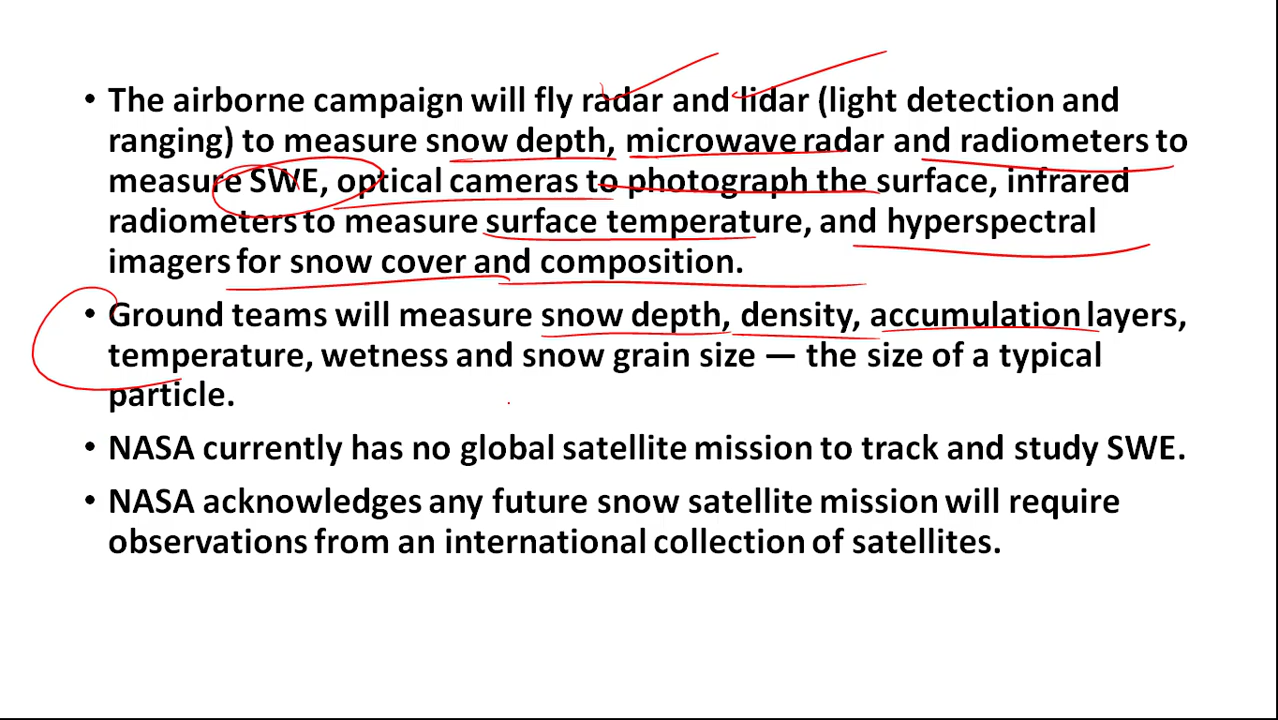 • The airborne campaign will fly radar and lidar (light detection and
ranging) to measure snow depth, microwave radar and radiometers to
measure SWE, optical cameras to photograph the surface, infrared
radiometers to measure surface temperature, and hyperspectral
imagers for snow cover and composition.
• Ground teams will measure snow depth, density, accumulation layers,
temperature, wetness and snow grain size — the size of a typical
particle.
• NASA currently has no global satellite mission to track and study SWE.
• NASA acknowledges any future snow satellite mission will require
observations from an international collection of satellites.